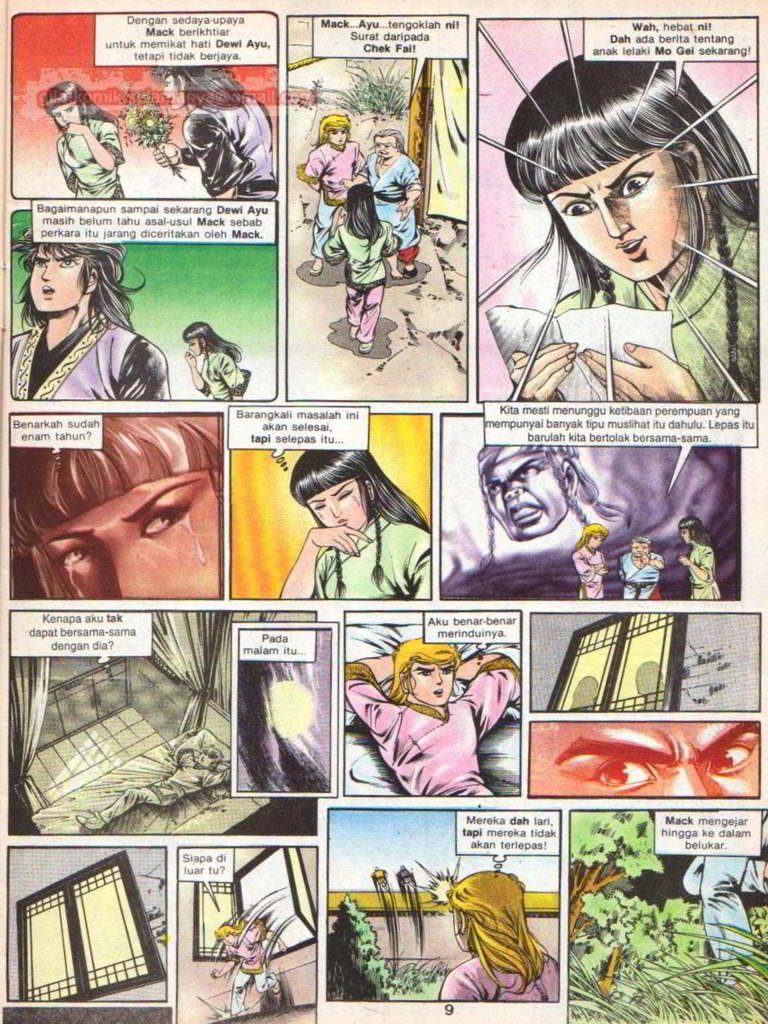 Dengan sedaya-upaya
Mack berikhtiar
untuk memikat hati Dewi Ayu,
tetapi tidak berjaya.
Mack...Ayu...tengoklah ni!
Surat daripada
Chek Fai!
Wah, hebat ni!
Dah ada berita tentang
anak lelaki Mo Gei sekarang!
Bagaimanapun sampai sekarang Dewi Ayu
masih belum tahu asal-usul Mack sebab
perkara itu jarang diceritakan oleh Mack.
Benarkah sudah
enam tahun?
Barangkali masalah ini
akan selesai,
tapi selepas itu...
Kita mesti menunggu ketibaan perempuan yang
mempunyai banyak tipu muslihat itu dahulu. Lepas itu
barulah kita bertolak bersama-sama.
Kenapa aku tak
dapat bersama-sama
dengan dia?
Pada
malam itu...
Aku benar-benar
merinduinya.
Siapa di
luar tu?
Mereka dah lari,
tapi mereka tidak
akan terlepas!
Mack mengejar
hingga ke dalam
belukar.
9